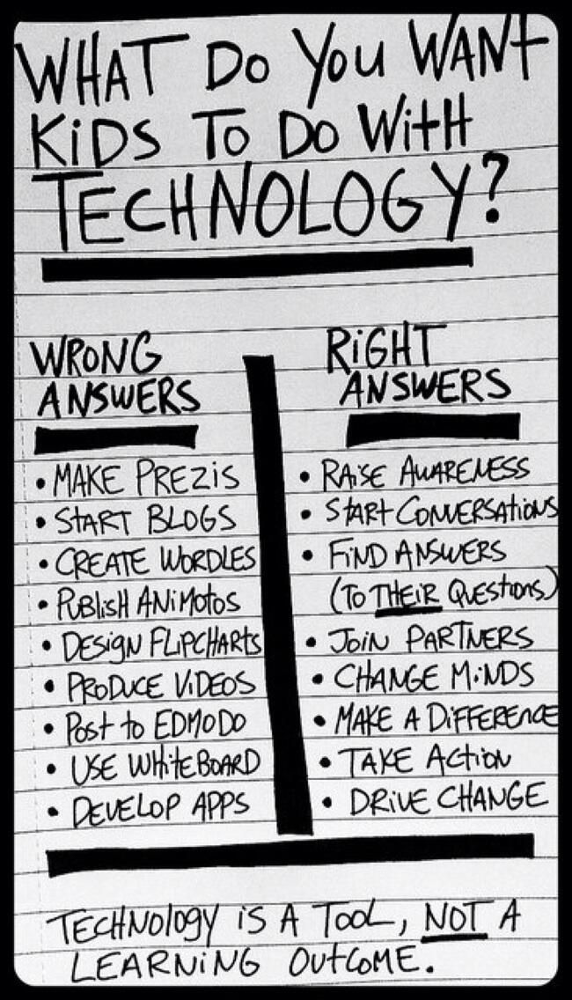 WHAT DO YOU WANT
KiDS TO DO WitH
TECHNOLOGY?
WRONG
ANSWERS
• MAKE PREZiS
• START BLOGS
• CREATE WORDLES
• PUBLiSH ANiMOtOS
• DESiGN FLiPCHARtS
• PRODUCE ViDEOS
• POSt to EDMODO
• USE WHitEBOARD
• DEVELOP APPS
RiGHT
ANSWERS
• RAiSE AWARENESS
• StARt CONVERSAtiONS
• FiND ANSWERS
(TO THEiR QUEStiONS)
• JOiN PARTNERS
• CHANGE MiNDS
• MAKE A DiFFERENCE
• TAKE ACtiON
• DRiVE CHANGE
TECHNOlOgy iS A TOOL, NOT A
LEARNiNG OUtCOME.